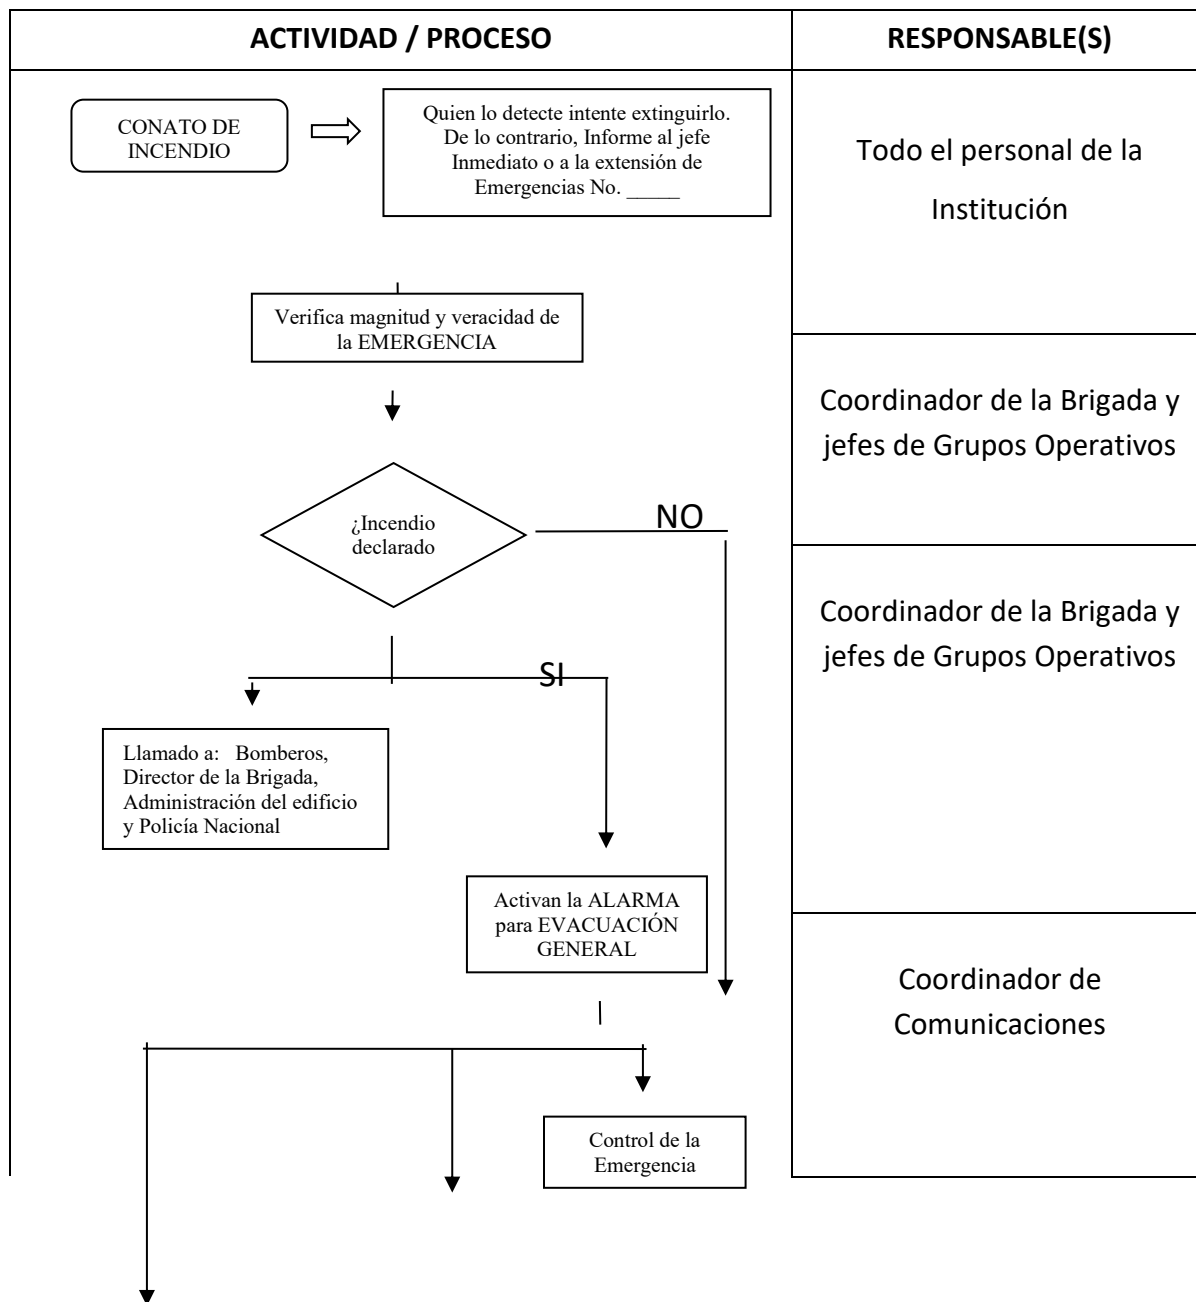 ACTIVIDAD / PROCESO
RESPONSABLE(S)
CONATO DE
INCENDIO
Quien lo detecte intente extinguirlo.
De lo contrario, Informe al jefe
Inmediato o a la extensión de
Emergencias No. _____
Todo el personal de la
Institución
Verifica magnitud y veracidad de
la EMERGENCIA
Coordinador de la Brigada y
jefes de Grupos Operativos
¿Incendio
declarado
NO
Coordinador de la Brigada y
jefes de Grupos Operativos
SI
Llamado a: Bomberos,
Director de la Brigada,
Administración del edificio
y Policía Nacional
Activan la ALARMA
para EVACUACIÓN
GENERAL
Coordinador de
Comunicaciones
Control de la
Emergencia